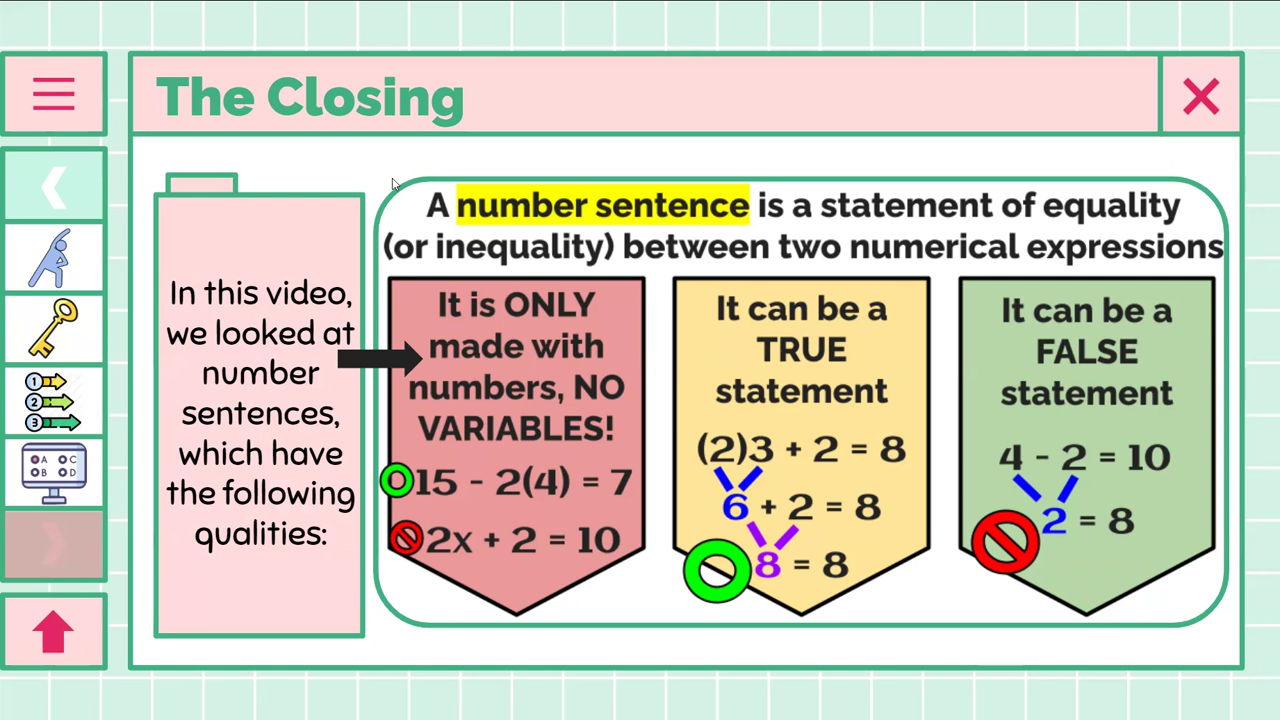 The Closing
In this video,
we looked at
number
sentences,
which have
the following
qualities:
A number sentence is a statement of equality
(or inequality) between two numerical expressions
It is ONLY
made with
numbers, NO
VARIABLES!
15 - 2(4) = 7
2x + 2 = 10
It can be a
TRUE
statement
(2)3 + 2 = 8
6 + 2 = 8
8 = 8
It can be a
FALSE
statement
4 - 2 = 10
2 = 8
1
2
3
A C
B D